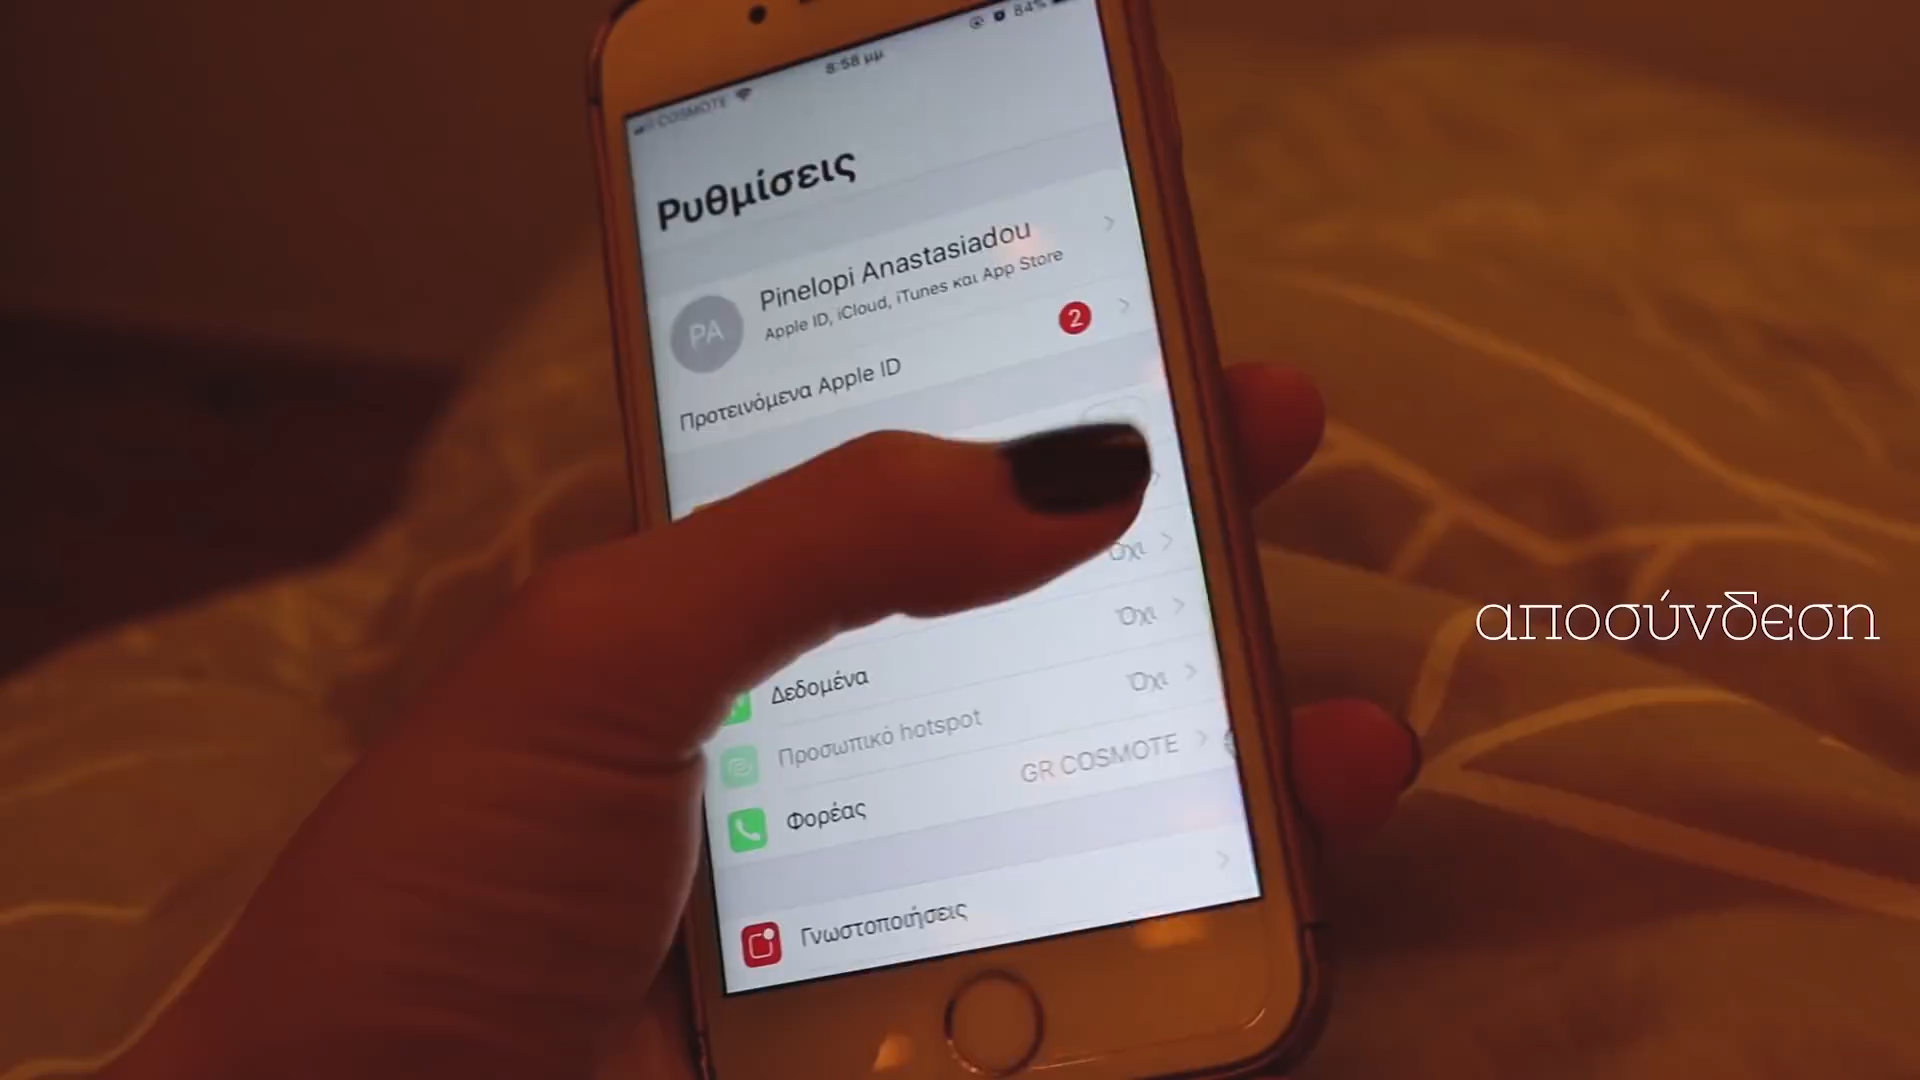 COSMOTE
8:58 μμ
84%
Ρυθμίσεις
PA
Pinelopi Anastasiadou
Apple ID, iCloud, iTunes και App Store
Προτεινόμενα Apple ID
2
Όχι
Όχι
Δεδομένα
Όχι
Προσωπικό hotspot
Φορέας
GR COSMOTE
Γνωστοποιήσεις
αποσύνδεση